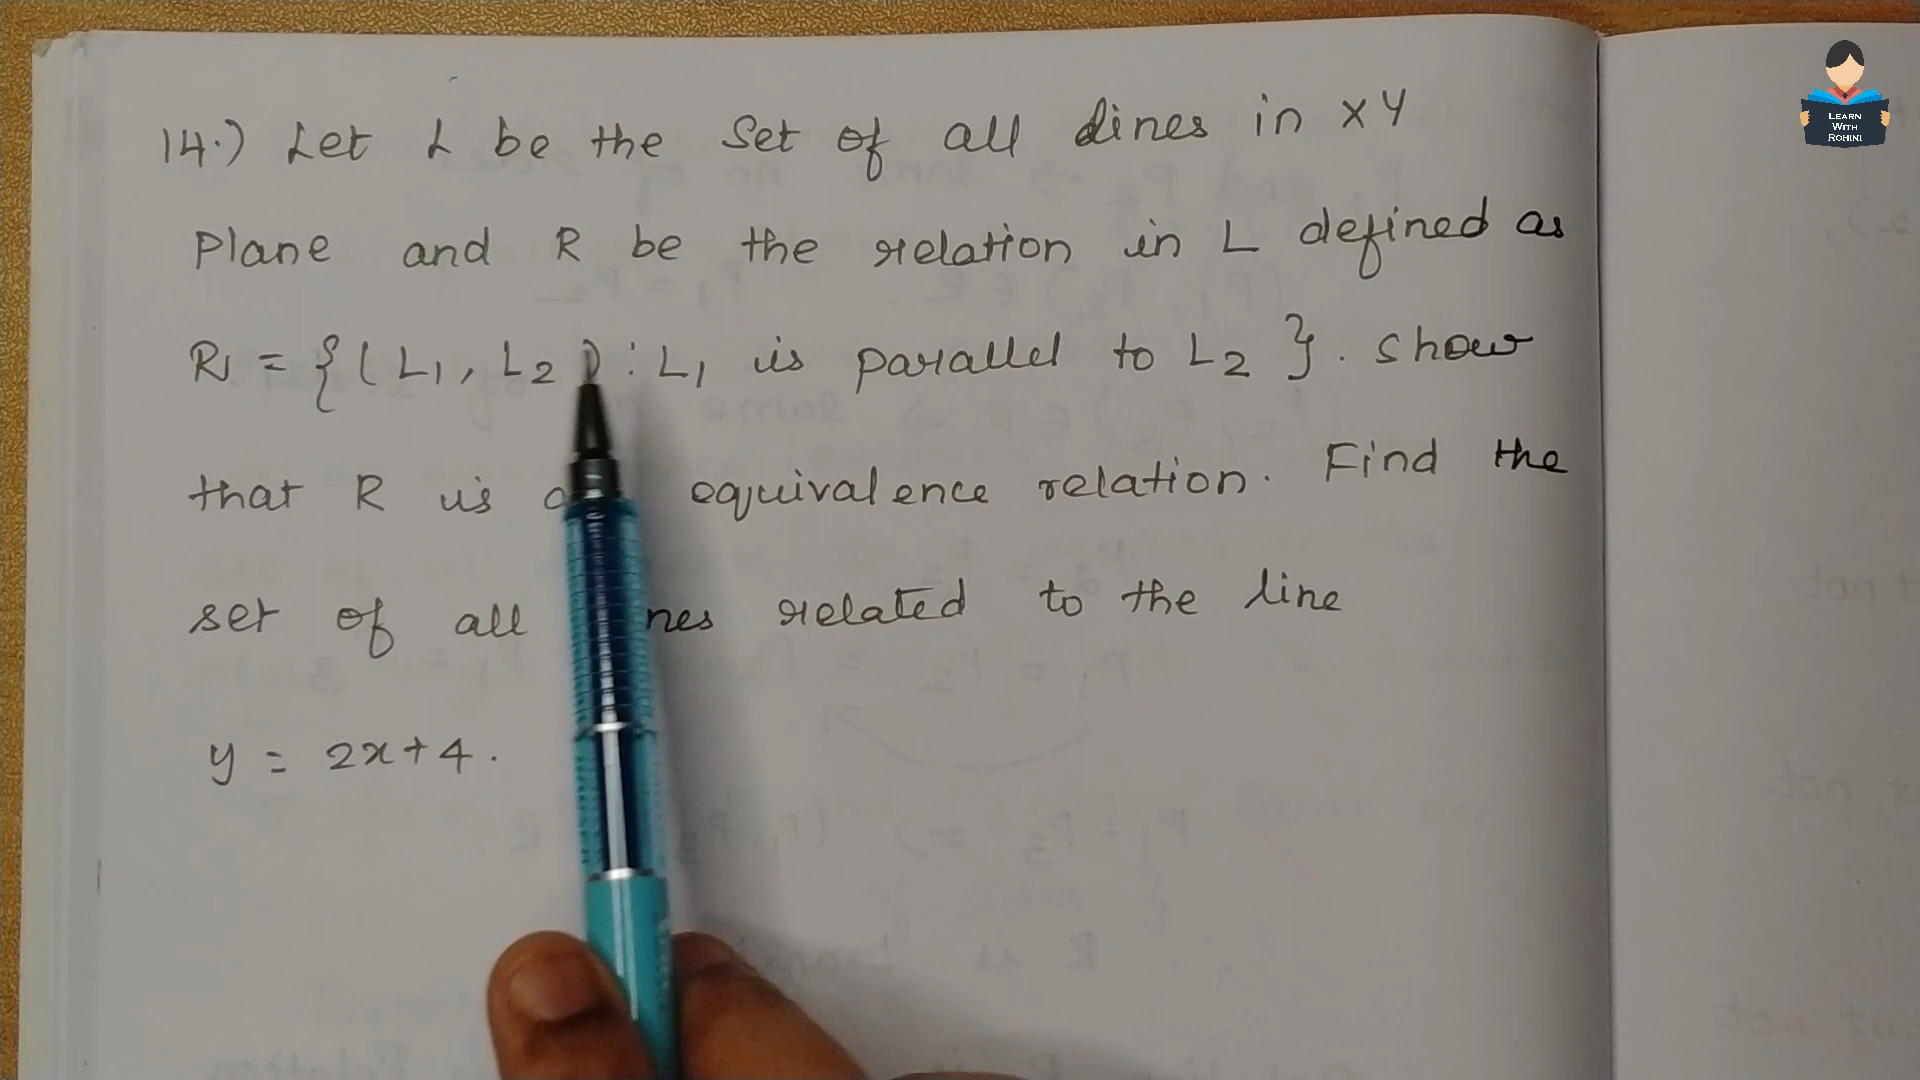 14.) Let L be the Set of all lines in XY
Plane and R be the relation in L defined as
R = {(L1, L2) : L1 is parallel to L2}. Show
that R is equivalence relation. Find the
set of all related to the line
y = 2x+4.
LEARN
WITH
ROHINI